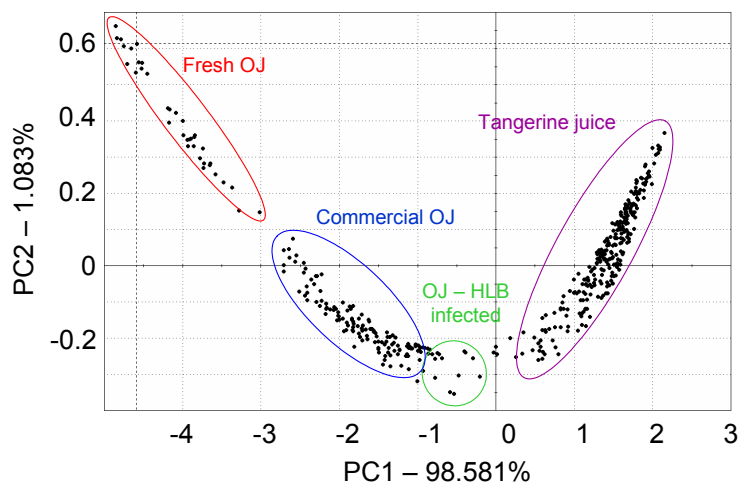 0.6
Fresh OJ
0.4
Tangerine juice
0.2
Commercial OJ
PC2 – 1.083%
0
OJ – HLB
infected
-0.2
-4
-3
-2
-1
0
1
2
3
PC1 – 98.581%